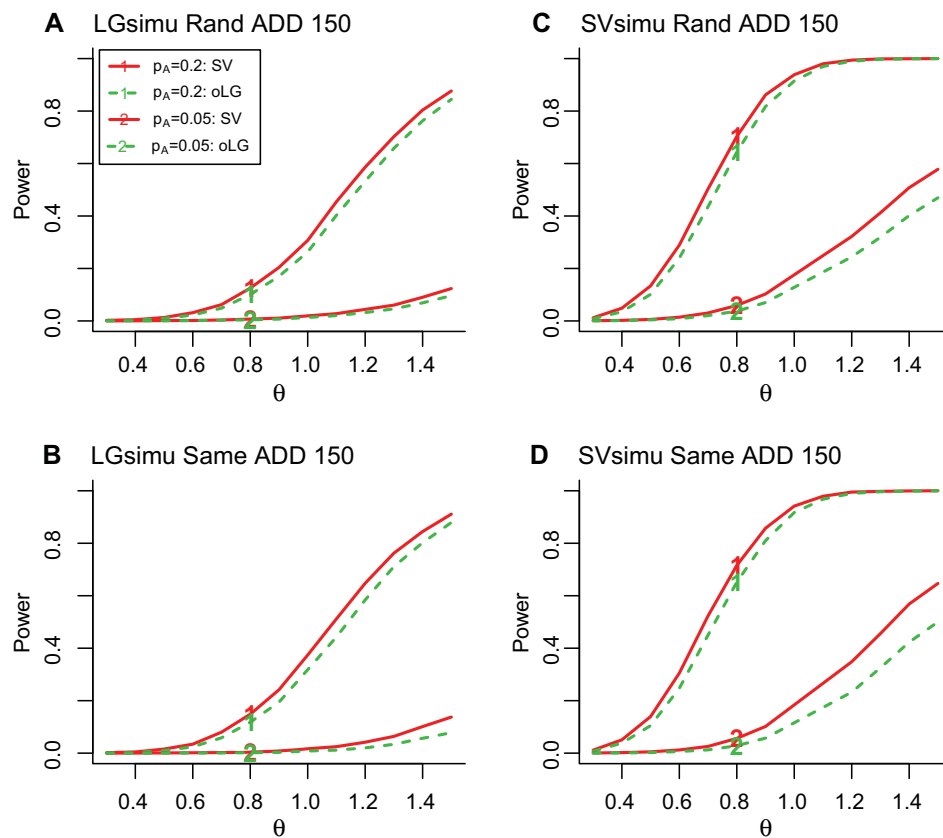 A LGsimu Rand ADD 150
1 pA=0.2: SV
1 pA=0.2: oLG
2 pA=0.05: SV
2 pA=0.05: oLG
Power
0.0 0.4 0.8
1
1
2
2
0.4 0.6 0.8 1.0 1.2 1.4
θ
C SVsimu Rand ADD 150
Power
0.0 0.4 0.8
1
1
2
2
0.4 0.6 0.8 1.0 1.2 1.4
θ
B LGsimu Same ADD 150
Power
0.0 0.4 0.8
1
1
2
2
0.4 0.6 0.8 1.0 1.2 1.4
θ
D SVsimu Same ADD 150
Power
0.0 0.4 0.8
1
1
2
2
0.4 0.6 0.8 1.0 1.2 1.4
θ